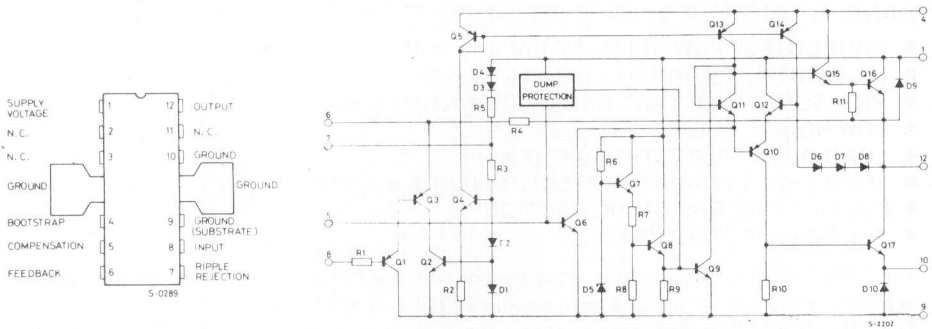 SUPPLY VOLTAGE
1
12
OUTPUT
N.C.
2
11
N.C.
N.C.
3
10
GROUND
GROUND
GROUND
BOOTSTRAP
4
9
GROUND (SUBSTRATE)
COMPENSATION
5
8
INPUT
FEEDBACK
6
7
RIPPLE REJECTION
S-0289
Q5
Q13
Q14
4
1
D4
D3
R5
DUMP PROTECTION
Q15
Q16
D9
Q11
Q12
R11
6
R4
7
Q10
D6
D7
D8
12
R3
R6
Q7
Q3
Q4
5
Q6
R7
D2
Q8
Q17
8
R1
Q1
Q2
10
R2
D1
D5
R8
R9
Q9
R10
D10
9
S-2202